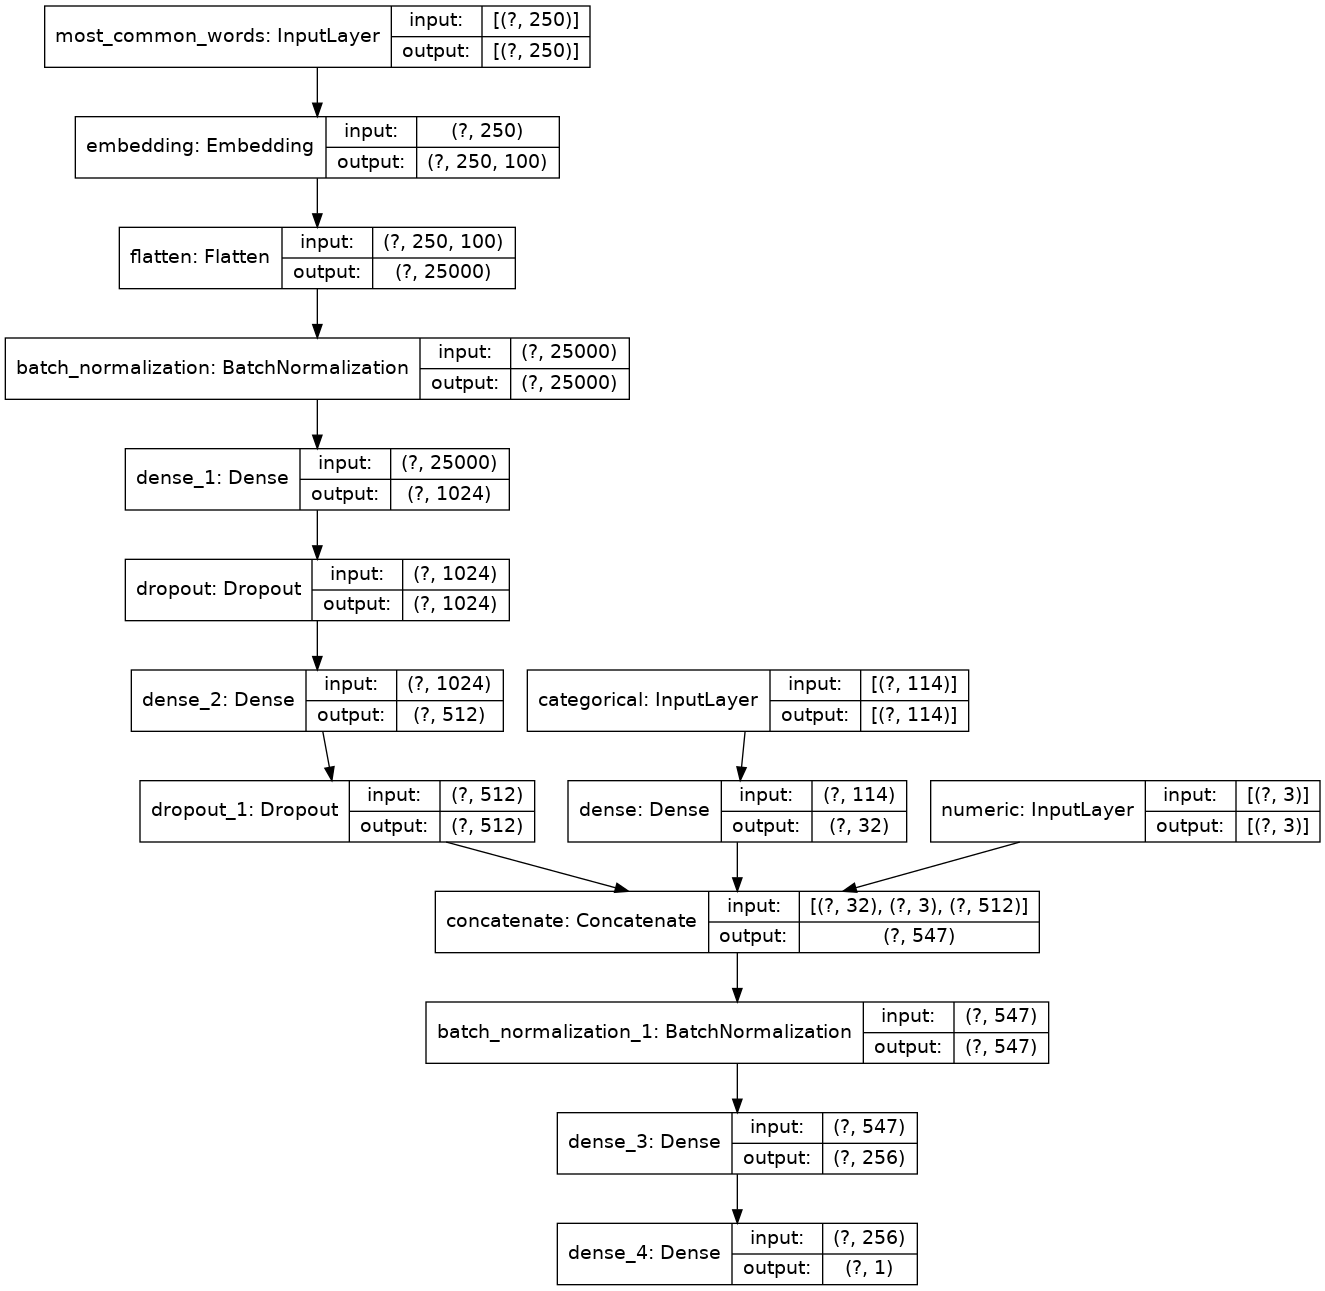 most_common_words: InputLayer
input: [(?, 250)]
output: [(?, 250)]
embedding: Embedding
input: (?, 250)
output: (?, 250, 100)
flatten: Flatten
input: (?, 250, 100)
output: (?, 25000)
batch_normalization: BatchNormalization
input: (?, 25000)
output: (?, 25000)
dense_1: Dense
input: (?, 25000)
output: (?, 1024)
dropout: Dropout
input: (?, 1024)
output: (?, 1024)
dense_2: Dense
input: (?, 1024)
output: (?, 512)
categorical: InputLayer
input: [(?, 114)]
output: [(?, 114)]
dropout_1: Dropout
input: (?, 512)
output: (?, 512)
dense: Dense
input: (?, 114)
output: (?, 32)
numeric: InputLayer
input: [(?, 3)]
output: [(?, 3)]
concatenate: Concatenate
input: [(?, 32), (?, 3), (?, 512)]
output: (?, 547)
batch_normalization_1: BatchNormalization
input: (?, 547)
output: (?, 547)
dense_3: Dense
input: (?, 547)
output: (?, 256)
dense_4: Dense
input: (?, 256)
output: (?, 1)